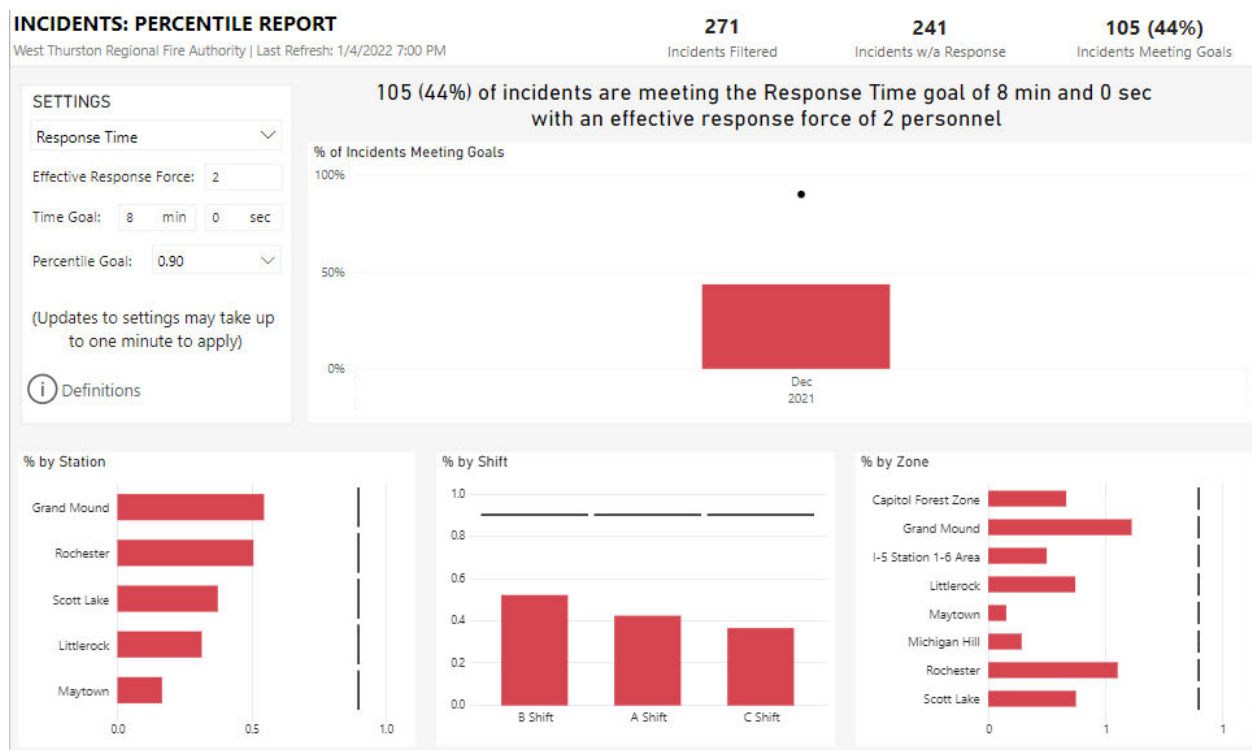 INCIDENTS: PERCENTILE REPORT
West Thurston Regional Fire Authority | Last Refresh: 1/4/2022 7:00 PM
271
Incidents Filtered
241
Incidents w/a Response
105 (44%)
Incidents Meeting Goals
SETTINGS
Response Time
Effective Response Force: 2
Time Goal: 8 min 0 sec
Percentile Goal: 0.90
(Updates to settings may take up
to one minute to apply)
i Definitions
105 (44%) of incidents are meeting the Response Time goal of 8 min and 0 sec
with an effective response force of 2 personnel
% of Incidents Meeting Goals
100%
50%
0%
Dec
2021
% by Station
Grand Mound
Rochester
Scott Lake
Littlerock
Maytown
0.0 0.5 1.0
% by Shift
1.0
0.8
0.6
0.4
0.2
0.0
B Shift A Shift C Shift
% by Zone
Capitol Forest Zone
Grand Mound
I-5 Station 1-6 Area
Littlerock
Maytown
Michigan Hill
Rochester
Scott Lake
0 1 1